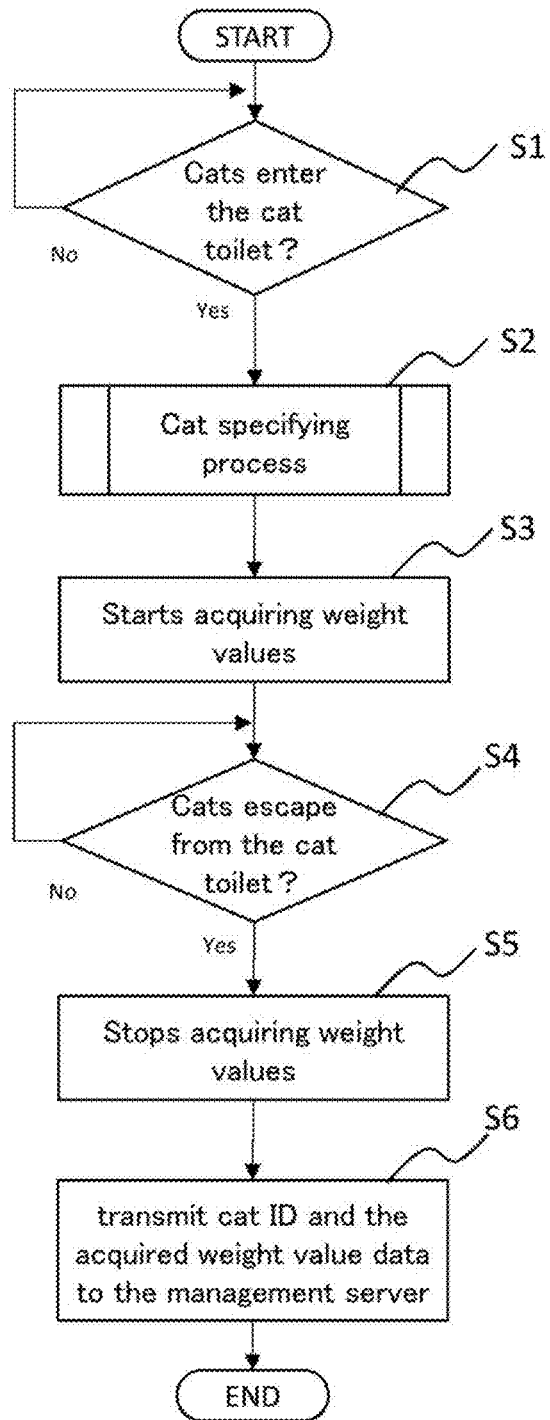 START
S1
Cats enter
the cat
toilet?
No
Yes
S2
Cat specifying
process
S3
Starts acquiring weight
values
S4
Cats escape
from the cat
toilet?
No
Yes
S5
Stops acquiring weight
values
S6
transmit cat ID and the
acquired weight value data
to the management server
END